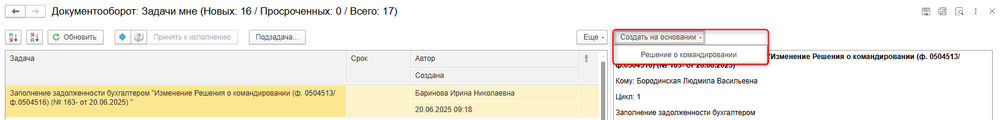 Документооборот: Задачи мне (Новых: 16 / Просроченных: 0 / Всего: 17)
Обновить
Принять к исполнению
Подзадача...
Еще
Создать на основании
Решение о командировании
Задача
Срок
Автор
Создана
Заполнение задолженности бухгалтером "Изменение Решения о командировании (ф. 0504513/
ф.0504516) (№ 163- от 20.06.2025) "
Баринова Ирина Николаевна
20.06.2025 09:18
"Изменение Решения о командировании (ф. 0504513/
ф.0504516) (№ 163- от 20.06.2025)"
Кому: Бородинская Людмила Васильевна
Цикл: 1
Заполнение задолженности бухгалтером